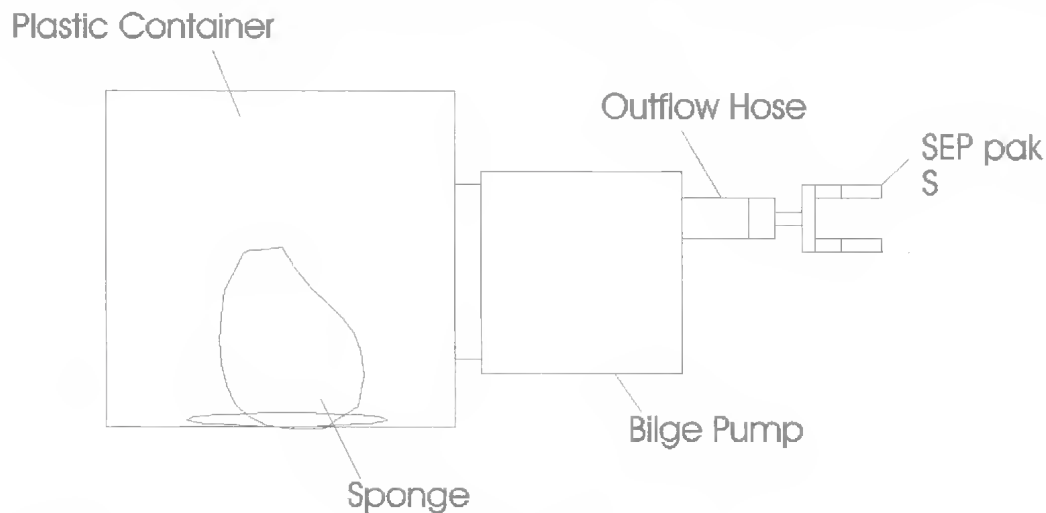 Plastic Container
Outflow Hose
SEP pak
S
Bilge Pump
Sponge